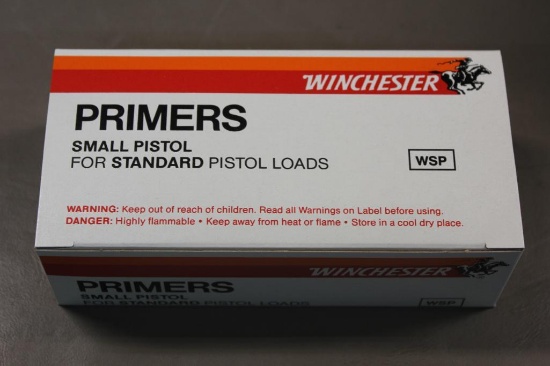 WINCHESTER
PRIMERS
SMALL PISTOL
FOR STANDARD PISTOL LOADS
WSP
WARNING: Keep out of reach of children. Read all Warnings on Label before using.
DANGER: Highly flammable • Keep away from heat or flame • Store in a cool dry place.
WINCHESTER
PRIMERS
SMALL PISTOL
FOR STANDARD PISTOL LOADS
WSP